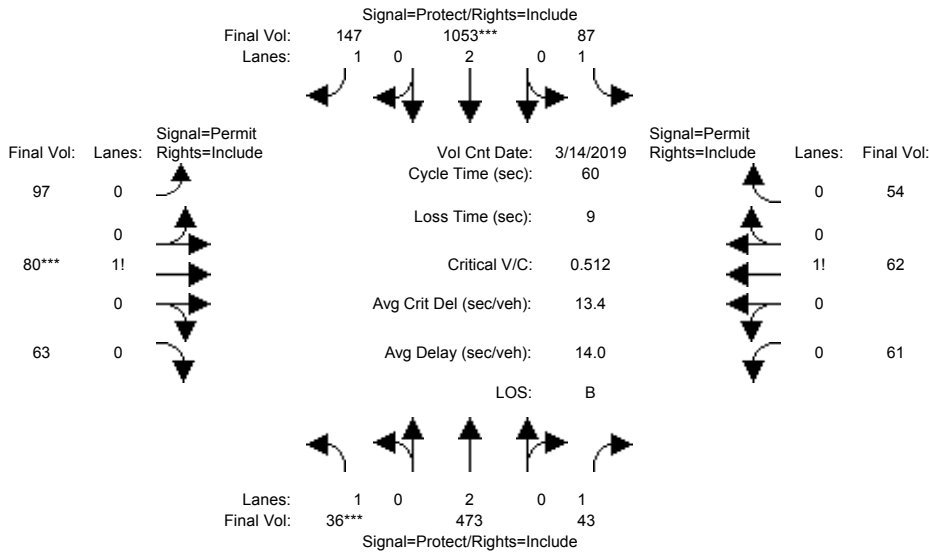 Signal=Protect/Rights=Include
Final Vol: 147 1053*** 87
Lanes: 1 0 2 0 1
Signal=Permit Signal=Permit
Final Vol: Lanes: Rights=Include Vol Cnt Date: 3/14/2019 Rights=Include Lanes: Final Vol:
Cycle Time (sec): 60
97 0 0 54
Loss Time (sec): 9
0 0
80*** 1! Critical V/C: 0.512 1! 62
0 Avg Crit Del (sec/veh): 13.4 0
63 0 Avg Delay (sec/veh): 14.0 0 61
LOS: B
Lanes: 1 0 2 0 1
Final Vol: 36*** 473 43
Signal=Protect/Rights=Include